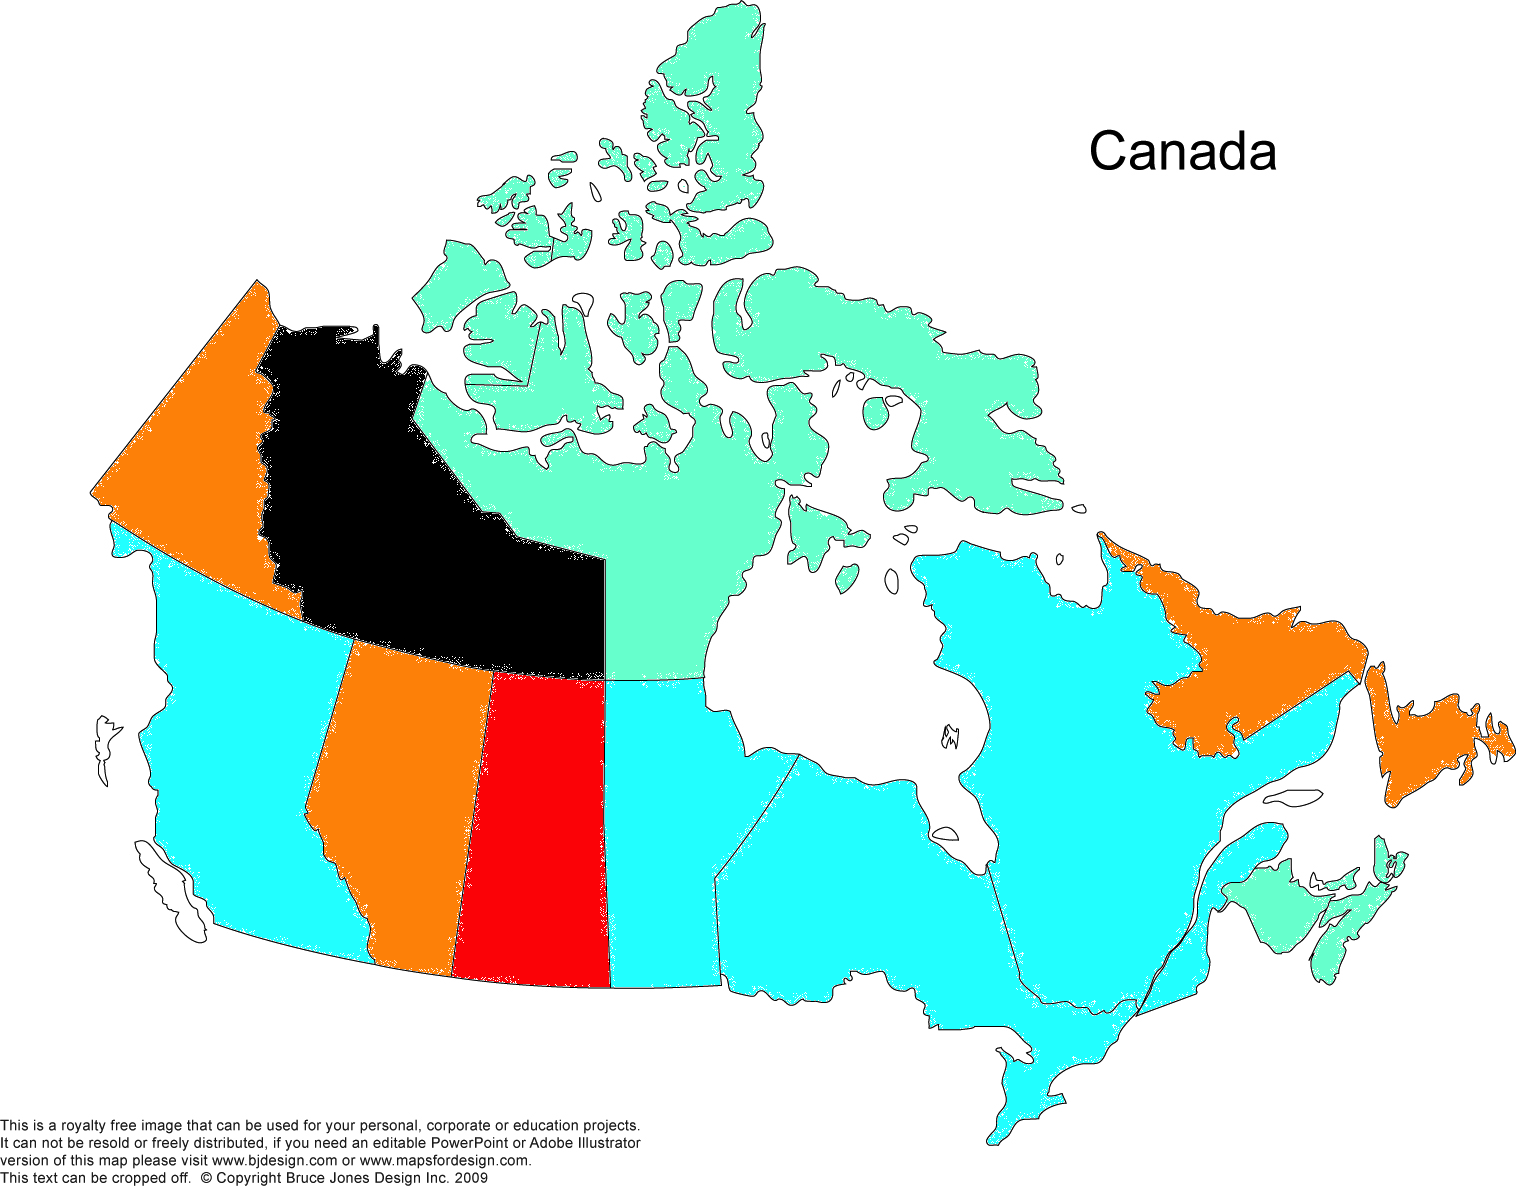 Canada
This is a royalty free image that can be used for your personal, corporate or education projects.
It can not be resold or freely distributed, if you need an editable PowerPoint or Adobe Illustrator
version of this map please visit www.bjdesign.com or www.mapsfordesign.com.
This text can be cropped off.  © Copyright Bruce Jones Design Inc. 2009